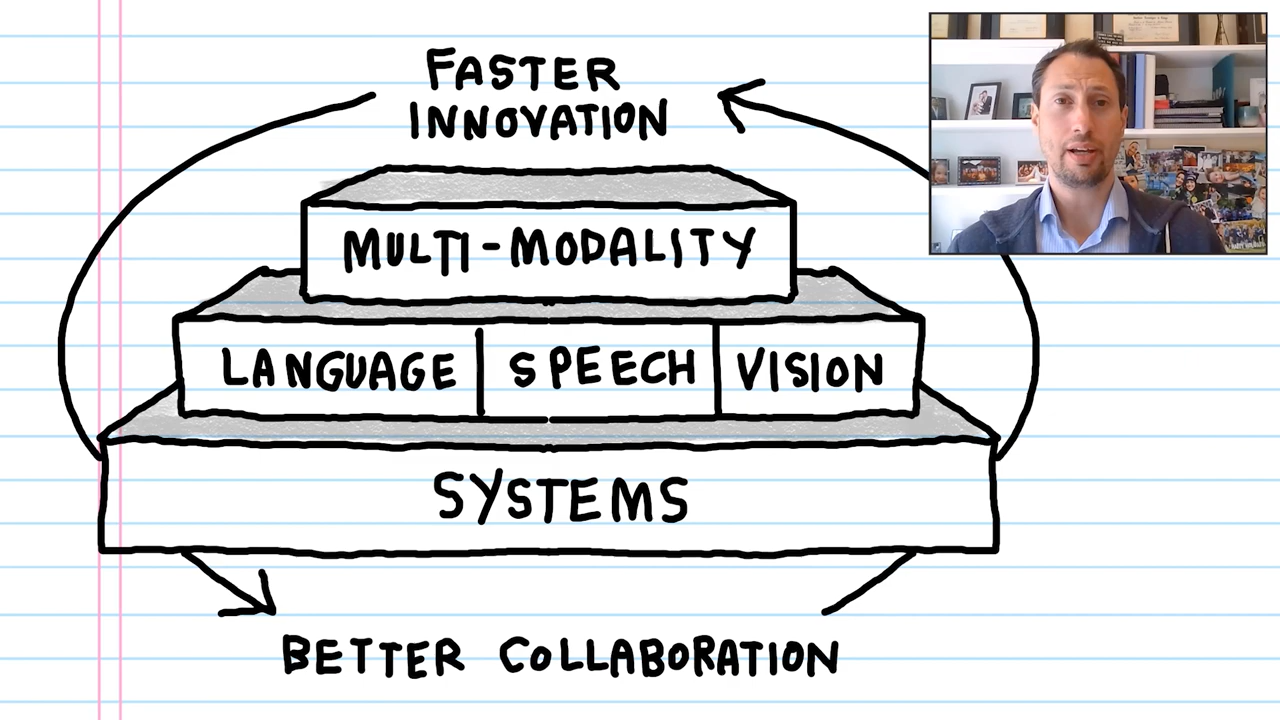 FASTER
INNOVATION
MULTI-MODALITY
LANGUAGE
SPEECH
VISION
SYSTEMS
BETTER COLLABORATION